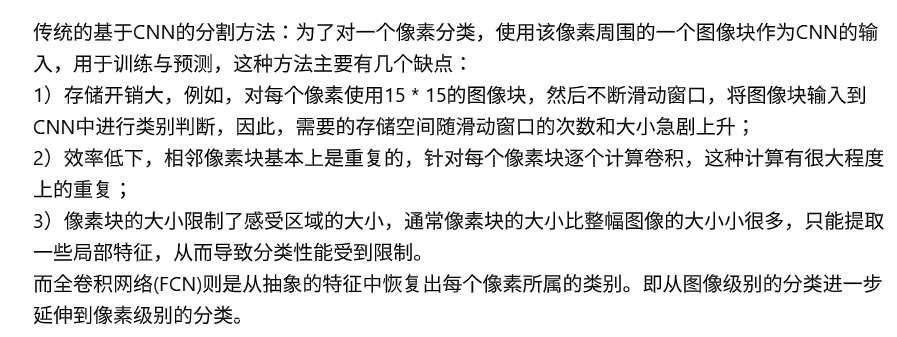 传统的基于CNN的分割方法：为了对一个像素分类，使用该像素周围的一个图像块作为CNN的输
入，用于训练与预测，这种方法主要有几个缺点：
1）存储开销大，例如，对每个像素使用15 * 15的图像块，然后不断滑动窗口，将图像块输入到
CNN中进行类别判断，因此，需要的存储空间随滑动窗口的次数和大小急剧上升；
2）效率低下，相邻像素块基本上是重复的，针对每个像素块逐个计算卷积，这种计算有很大程度
上的重复；
3）像素块的大小限制了感受区域的大小，通常像素块的大小比整幅图像的大小小很多，只能提取
一些局部特征，从而导致分类性能受到限制。
而全卷积网络(FCN)则是从抽象的特征中恢复出每个像素所属的类别。即从图像级别的分类进一步
延伸到像素级别的分类。